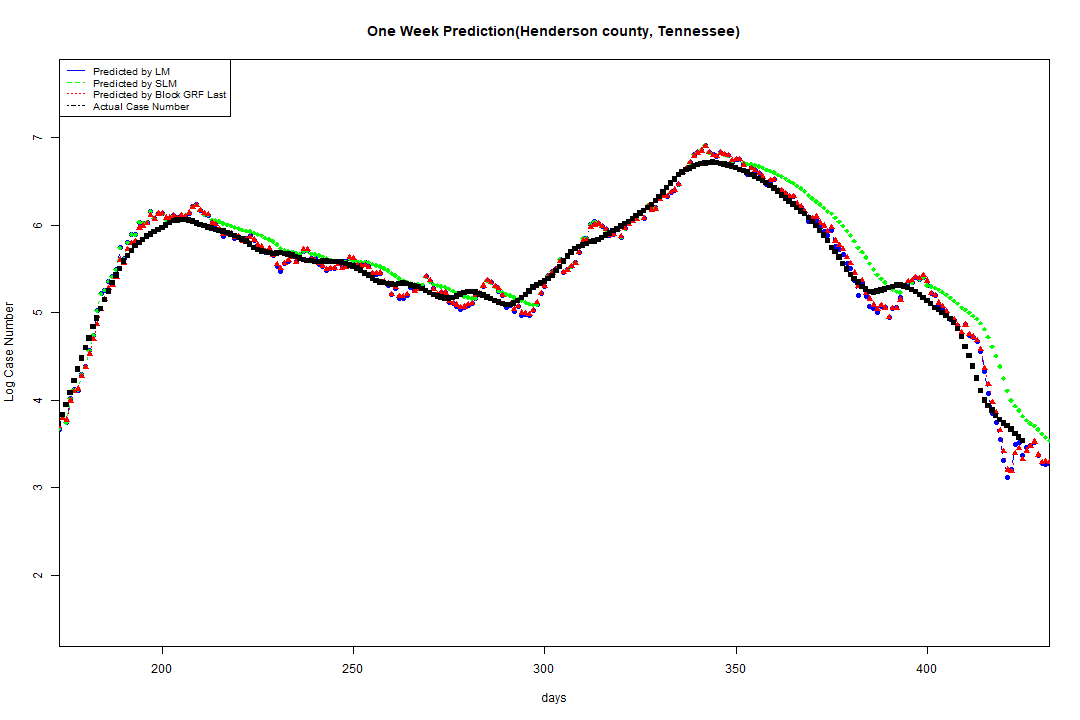 One Week Prediction(Henderson county, Tennessee)
Predicted by LM
Predicted by SLM
Predicted by Block GRF Last
Actual Case Number
7
6
5
4
3
2
Log Case Number
200 250 300 350 400
days